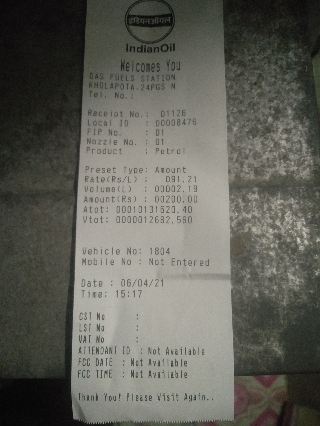 इंडियनऑयल
IndianOil
Welcomes You
DAS FUELS STATION
KHOLAPOTA.24PGS N
Tel. No.:
Receipt No.: 01126
Local ID : 00008476
FIP No. : 01
Nozzle No. : 01
Product : Petrol
Preset Type: Amount
Rate(Rs/L) : 091.21
Volume(L) : 00002.19
Amount(Rs) : 00200.00
Atot: 00010131620.40
Vtot: 0000012682.560
Vehicle No: 1804
Mobile No : Not Entered
Date : 06/04/21
Time: 15:17
CST No :
LST No :
VAT No :
ATTENDANT ID : Not Available
FCC DATE : Not Available
FCC TIME : Not Available
Thank You! Please Visit Again..